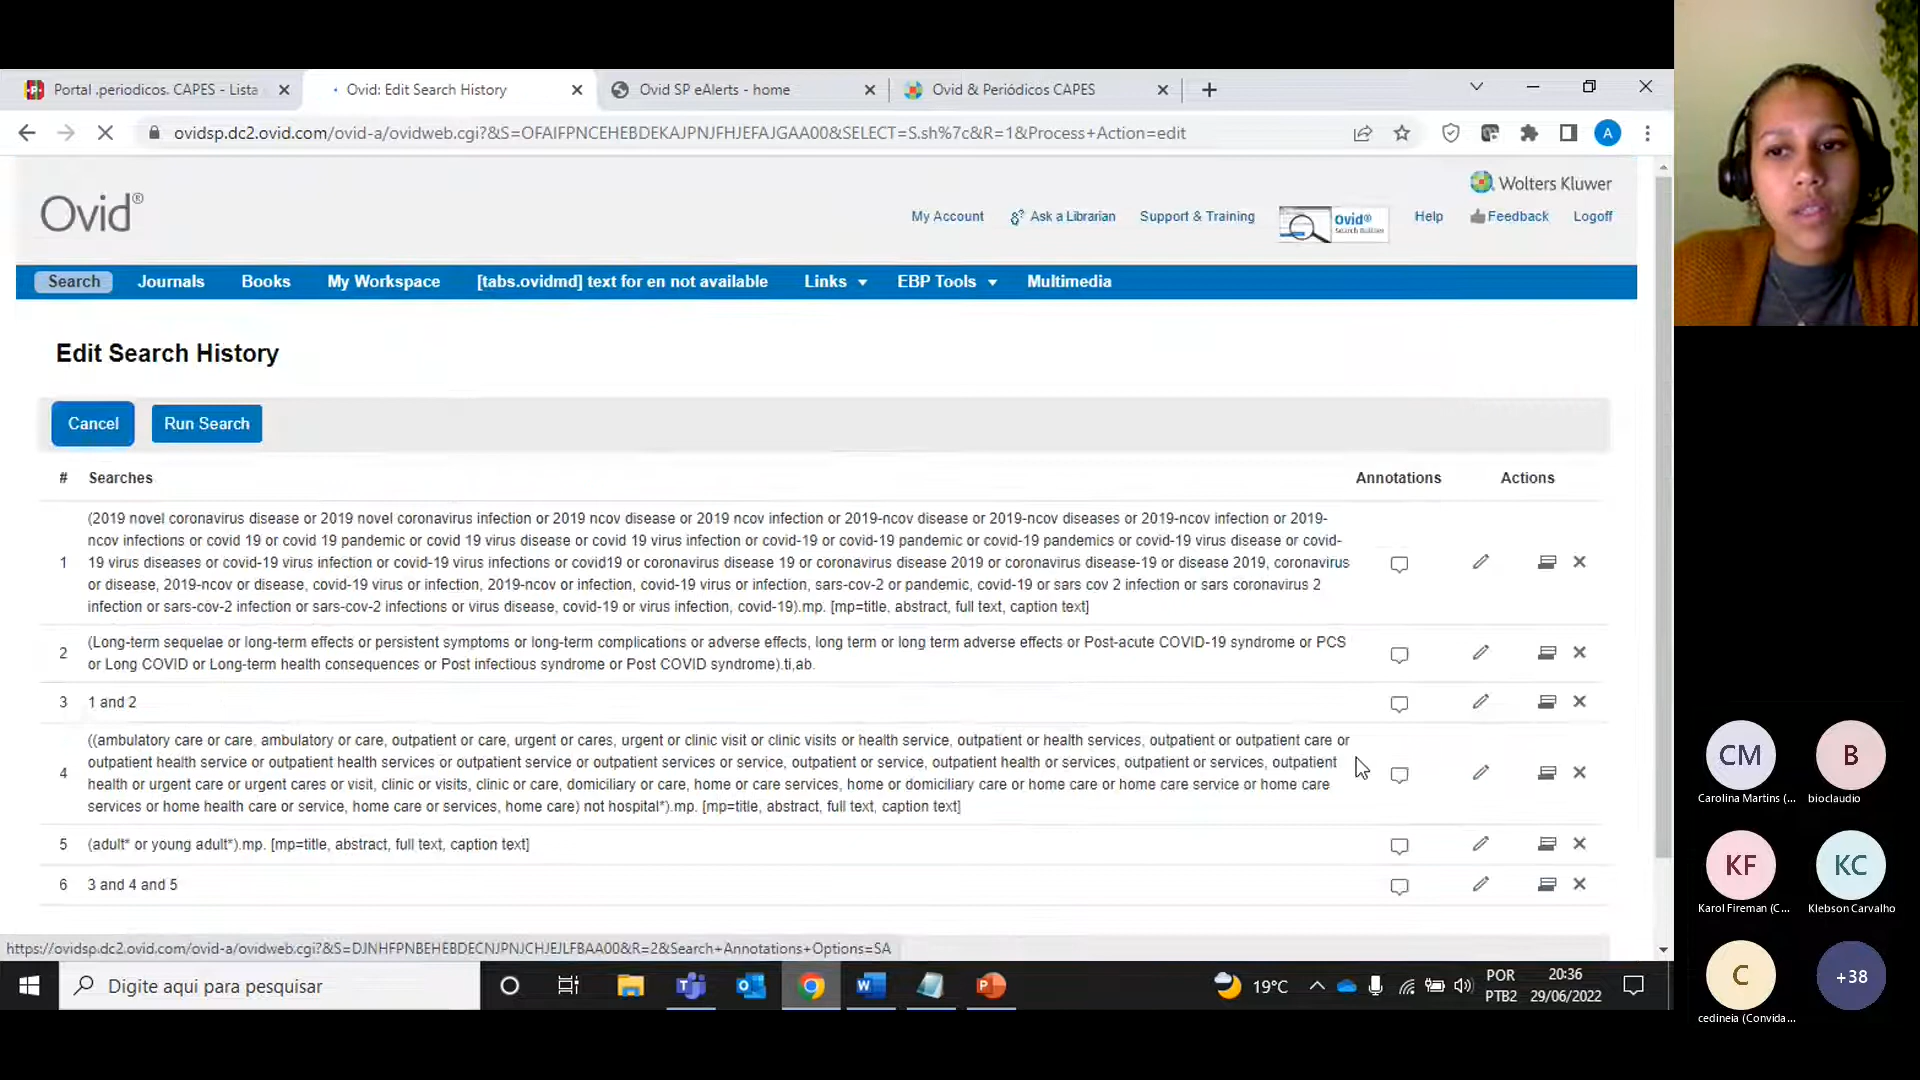 Portal .periodicos. CAPES - Lista
Ovid: Edit Search History
Ovid SP eAlerts - home
Ovid & Periódicos CAPES
ovidsp.dc2.ovid.com/ovid-a/ovidweb.cgi?&S=OFAIFPNCEHEBDEKAJPNJFHJEFAJGAA00&SELECT=S.sh%7c&R=1&Process+Action=edit
A
Wolters Kluwer
Ovid®
My Account
Ask a Librarian
Support & Training
Ovid®
Search Builder
Help
Feedback
Logoff
Search
Journals
Books
My Workspace
[tabs.ovidmd] text for en not available
Links
EBP Tools
Multimedia
Edit Search History
Cancel
Run Search
# Searches Annotations Actions
(2019 novel coronavirus disease or 2019 novel coronavirus infection or 2019 ncov disease or 2019 ncov infection or 2019-ncov disease or 2019-ncov diseases or 2019-ncov infection or 2019-
ncov infections or covid 19 or covid 19 pandemic or covid 19 virus disease or covid 19 virus infection or covid-19 or covid-19 pandemic or covid-19 pandemics or covid-19 virus disease or covid-
1 19 virus diseases or covid-19 virus infection or covid-19 virus infections or covid19 or coronavirus disease 19 or coronavirus disease 2019 or coronavirus disease-19 or disease 2019, coronavirus
or disease, 2019-ncov or disease, covid-19 virus or infection, 2019-ncov or infection, covid-19 virus or infection, sars-cov-2 or pandemic, covid-19 or sars cov 2 infection or sars coronavirus 2
infection or sars-cov-2 infection or sars-cov-2 infections or virus disease, covid-19 or virus infection, covid-19).mp. [mp=title, abstract, full text, caption text]
2 (Long-term sequelae or long-term effects or persistent symptoms or long-term complications or adverse effects, long term or long term adverse effects or Post-acute COVID-19 syndrome or PCS
or Long COVID or Long-term health consequences or Post infectious syndrome or Post COVID syndrome).ti,ab.
3 1 and 2
((ambulatory care or care, ambulatory or care, outpatient or care, urgent or cares, urgent or clinic visit or clinic visits or health service, outpatient or health services, outpatient or outpatient care or
4 outpatient health service or outpatient health services or outpatient service or outpatient services or service, outpatient or service, outpatient health or services, outpatient or services, outpatient
health or urgent care or urgent cares or visit, clinic or visits, clinic or care, domiciliary or care, home or care services, home or domiciliary care or home care or home care service or home care
services or home health care or service, home care or services, home care) not hospital*).mp. [mp=title, abstract, full text, caption text]
5 (adult* or young adult*).mp. [mp=title, abstract, full text, caption text]
6 3 and 4 and 5
https://ovidsp.dc2.ovid.com/ovid-a/ovidweb.cgi?&S=DJNHFPNBEHEBDECNJPNJCHJEJLFBAA00&R=2&Search+Annotations+Options=SA
Digite aqui para pesquisar
19°C
POR
PTB2
20:36
29/06/2022
CM
Carolina Martins (...
B
bioclaudio
KF
Karol Fireman (C...
KC
Klebson Carvalho
C
cedineia (Convida...
+38